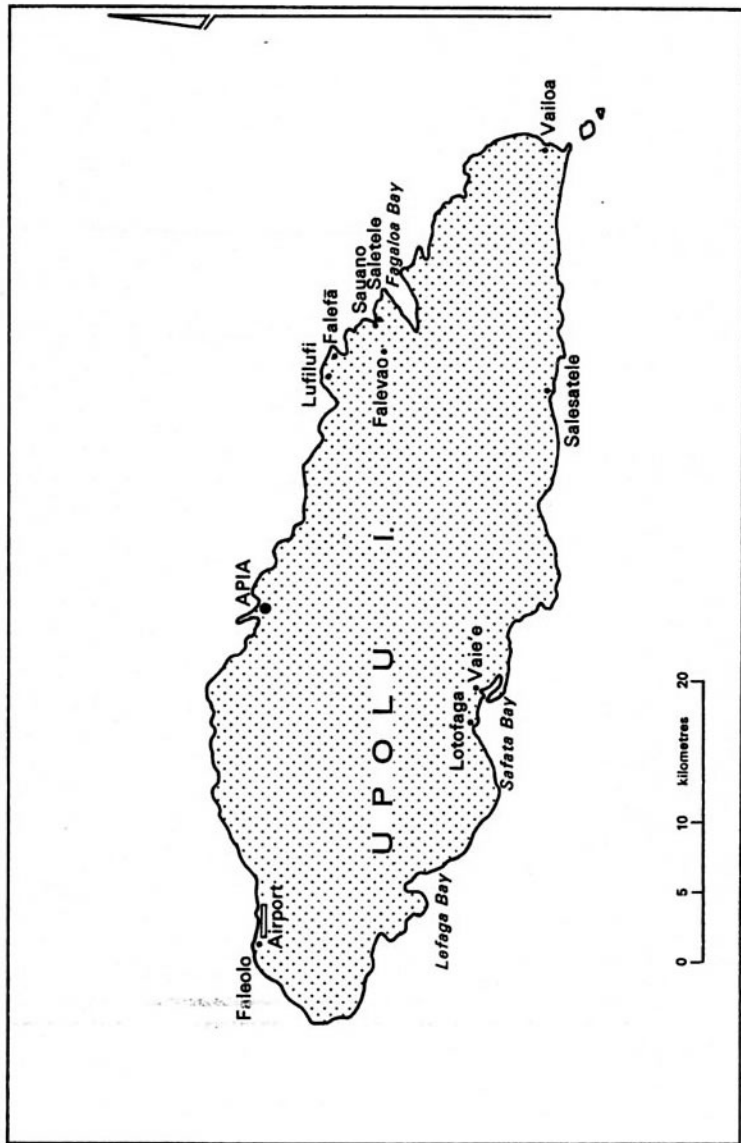 Faleolo
Airport
APIA
Lufilufi
Falefā
Sauano
Saletele
Fagaloa Bay
Falevao
Vailoa
UPOLU I.
Lefaga Bay
Lotofaga
Vaie'e
Safata Bay
Salesatele
0 5 10 20
kilometres